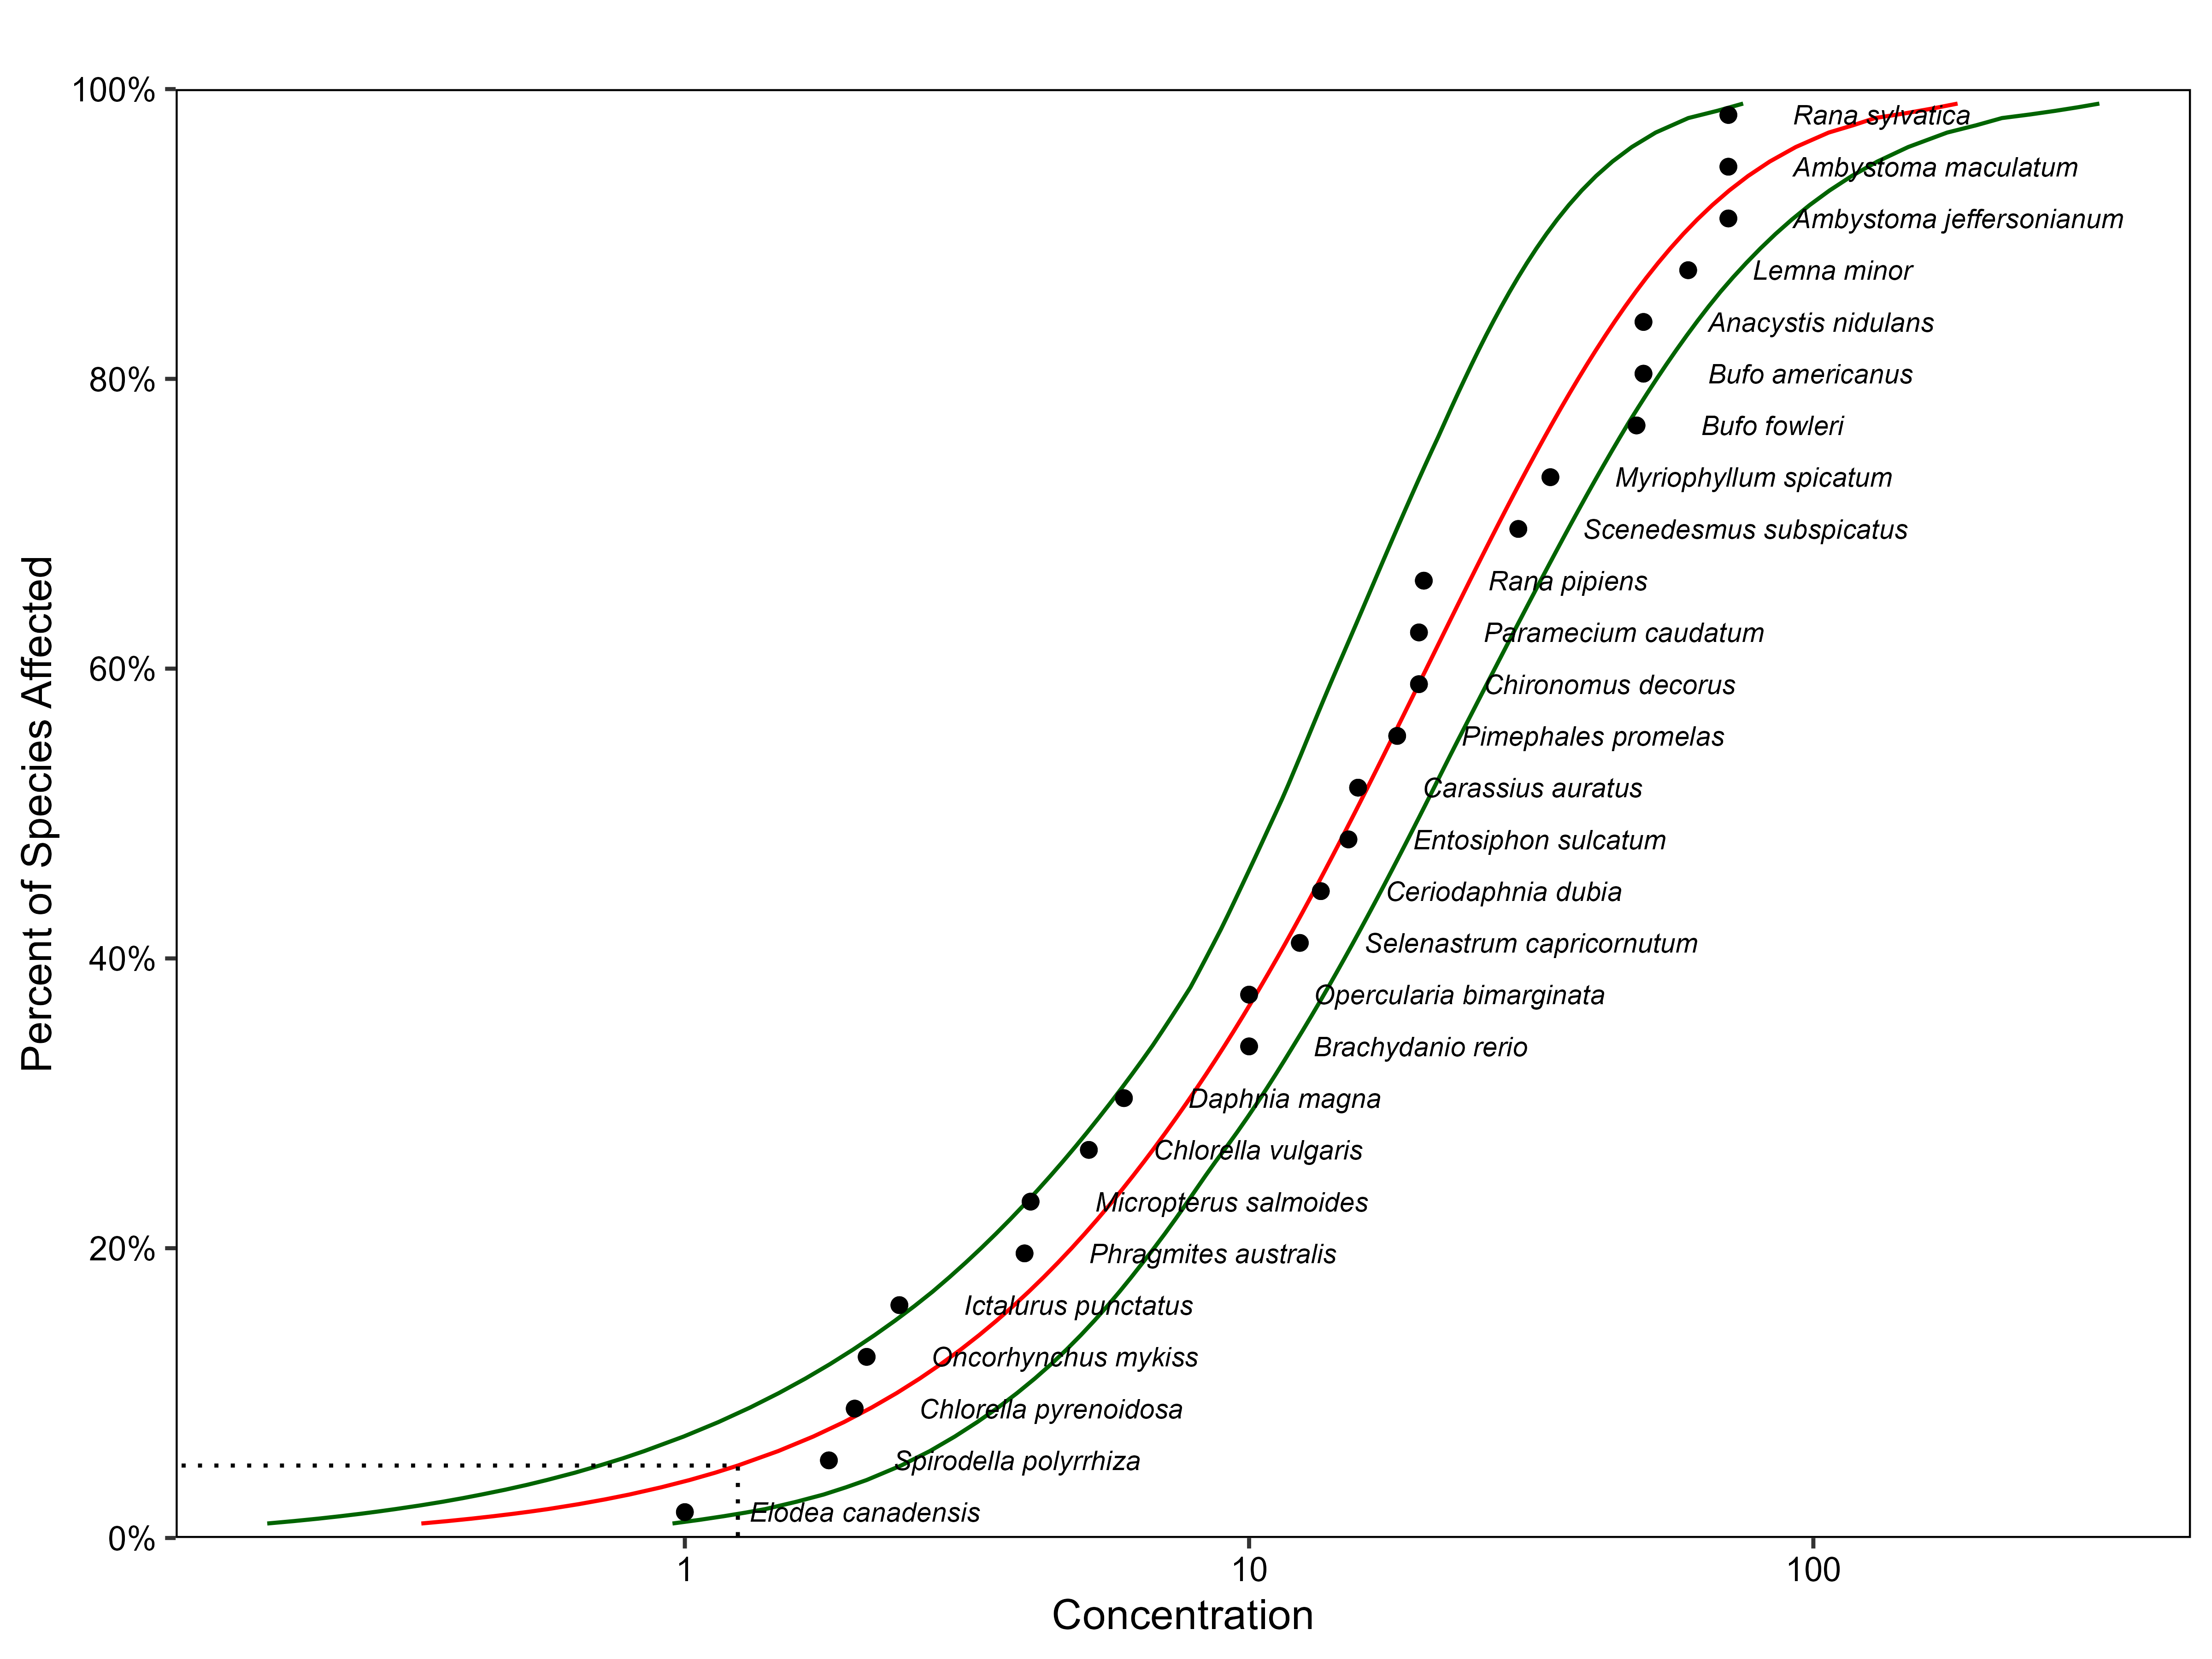 100%
Rana sylvatica
Ambystoma maculatum
Ambystoma jeffersonianum
Lemna minor
Anacystis nidulans
80%
Bufo americanus
Bufo fowleri
Myriophyllum spicatum
Scenedesmus subspicatus
Rana pipiens
Paramecium caudatum
60%
Chironomus decorus
Pimephales promelas
Carassius auratus
Entosiphon sulcatum
Ceriodaphnia dubia
Selenastrum capricornutum
40%
Opercularia bimarginata
Brachydanio rerio
Daphnia magna
Chlorella vulgaris
Micropterus salmoides
20%
Phragmites australis
Ictalurus punctatus
Oncorhynchus mykiss
Chlorella pyrenoidosa
Spirodella polyrrhiza
Elodea canadensis
0%
Percent of Species Affected
1
10
100
Concentration